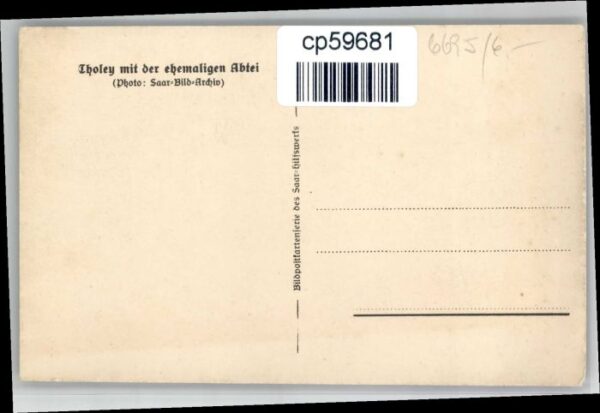 Tholey mit der ehemaligen Abtei
(Photo: Saar-Bild-Archiv)
cp59681
6695/6.-
Bildpostkartenserie des Saar-Hilfswerks